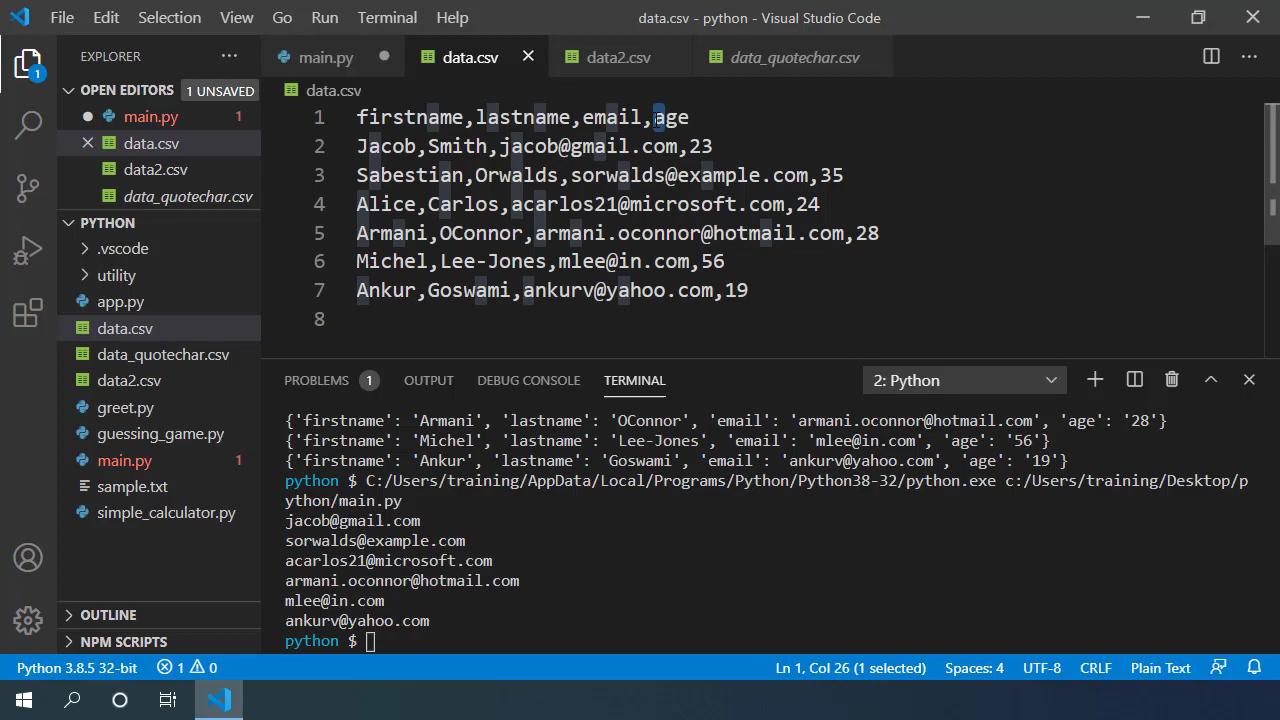 File Edit Selection View Go Run Terminal Help
data.csv - python - Visual Studio Code
EXPLORER
OPEN EDITORS 1 UNSAVED
main.py 1
data.csv
data2.csv
data_quotechar.csv
PYTHON
.vscode
utility
app.py
data.csv
data_quotechar.csv
data2.csv
greet.py
guessing_game.py
main.py 1
sample.txt
simple_calculator.py
OUTLINE
NPM SCRIPTS
1
main.py data.csv data2.csv data_quotechar.csv
data.csv
1 firstname,lastname,email,age
2 Jacob,Smith,jacob@gmail.com,23
3 Sabestian,Orwalds,sorwalds@example.com,35
4 Alice,Carlos,acarlos21@microsoft.com,24
5 Armani,OConnor,armani.oconnor@hotmail.com,28
6 Michel,Lee-Jones,mlee@in.com,56
7 Ankur,Goswami,ankurv@yahoo.com,19
8
PROBLEMS 1 OUTPUT DEBUG CONSOLE TERMINAL 2: Python
{'firstname': 'Armani', 'lastname': 'OConnor', 'email': 'armani.oconnor@hotmail.com', 'age': '28'}
{'firstname': 'Michel', 'lastname': 'Lee-Jones', 'email': 'mlee@in.com', 'age': '56'}
{'firstname': 'Ankur', 'lastname': 'Goswami', 'email': 'ankurv@yahoo.com', 'age': '19'}
python $ C:/Users/training/AppData/Local/Programs/Python/Python38-32/python.exe c:/Users/training/Desktop/p
ython/main.py
jacob@gmail.com
sorwalds@example.com
acarlos21@microsoft.com
armani.oconnor@hotmail.com
mlee@in.com
ankurv@yahoo.com
python $
Python 3.8.5 32-bit 1 0 Ln 1, Col 26 (1 selected) Spaces: 4 UTF-8 CRLF Plain Text